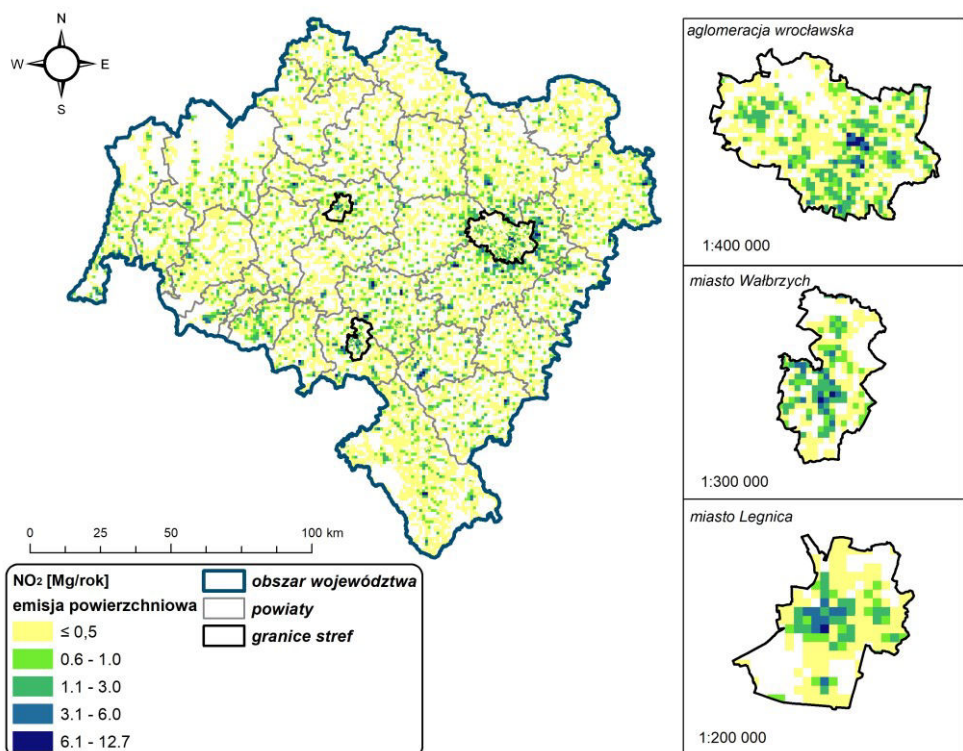 N
W E
S
0 25 50 75 100 km
NO₂ [Mg/rok]
emisja powierzchniowa
≤ 0,5
0.6 - 1.0
1.1 - 3.0
3.1 - 6.0
6.1 - 12.7
obszar województwa
powiaty
granice stref
aglomeracja wrocławska
1:400 000
miasto Wałbrzych
1:300 000
miasto Legnica
1:200 000